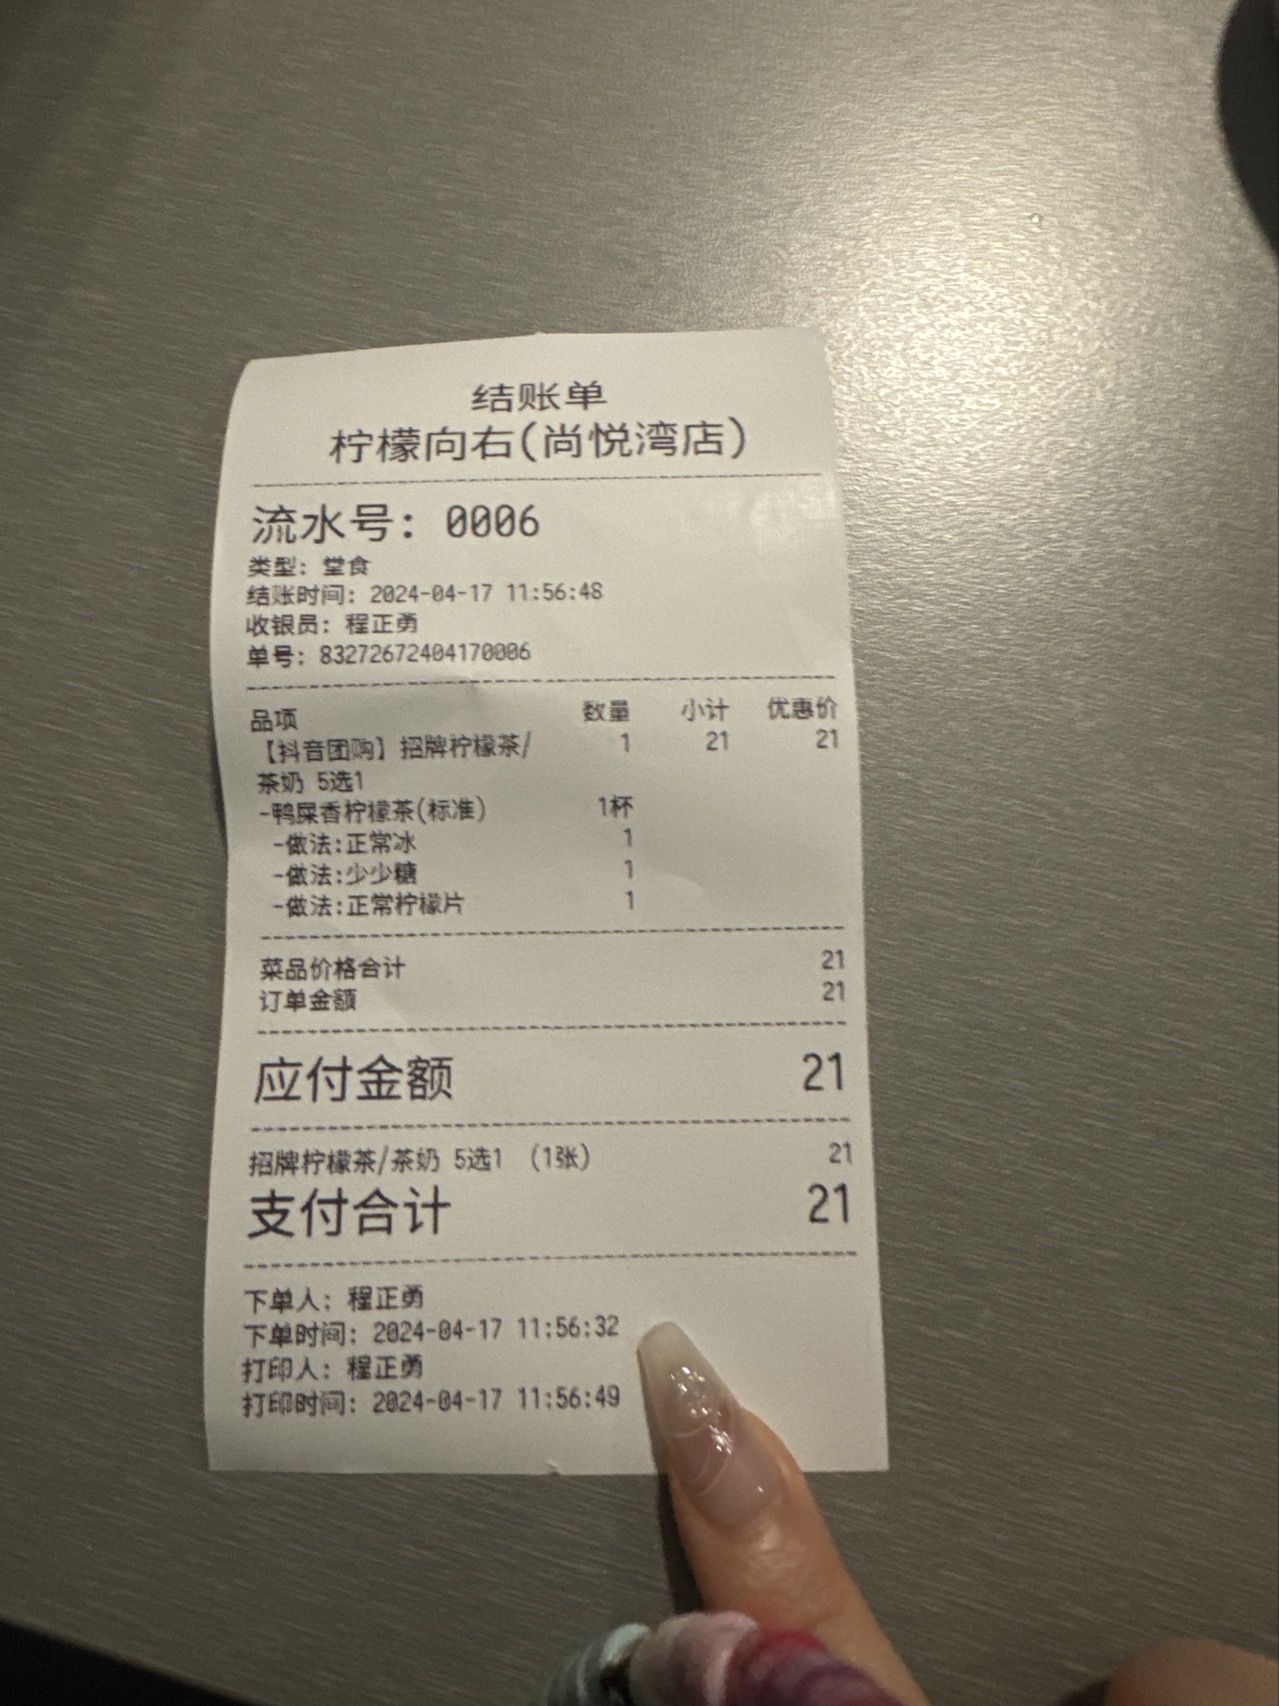 结账单
柠檬向右(尚悦湾店)
流水号: 0006
类型: 堂食
结账时间: 2024-04-17 11:56:48
收银员: 程正勇
单号: 83272672404170006
品项 数量 小计 优惠价
【抖音团购】招牌柠檬茶/ 1 21 21
茶奶 5选1
-鸭屎香柠檬茶(标准) 1杯
-做法:正常冰 1
-做法:少少糖 1
-做法:正常柠檬片 1
菜品价格合计 21
订单金额 21
应付金额 21
招牌柠檬茶/茶奶 5选1 (1张) 21
支付合计 21
下单人: 程正勇
下单时间: 2024-04-17 11:56:32
打印人: 程正勇
打印时间: 2024-04-17 11:56:49